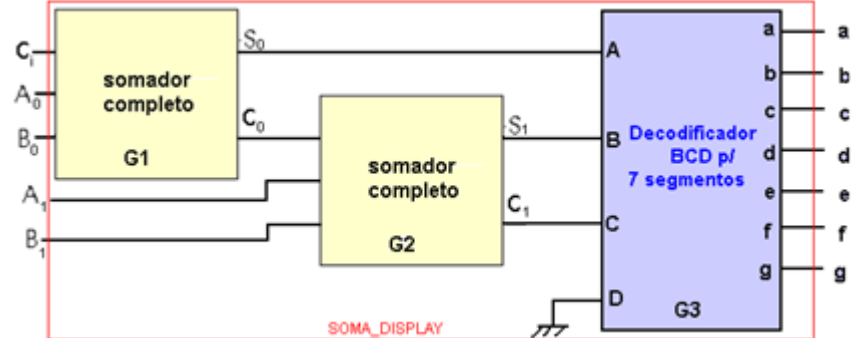 Ci
A0
B0
A1
B1
somador
completo
G1
S0
C0
somador
completo
G2
S1
C1
A
B
C
D
Decodificador
BCD p/
7 segmentos
G3
a
b
c
d
e
f
g
a
b
c
d
e
f
g
SOMA_DISPLAY